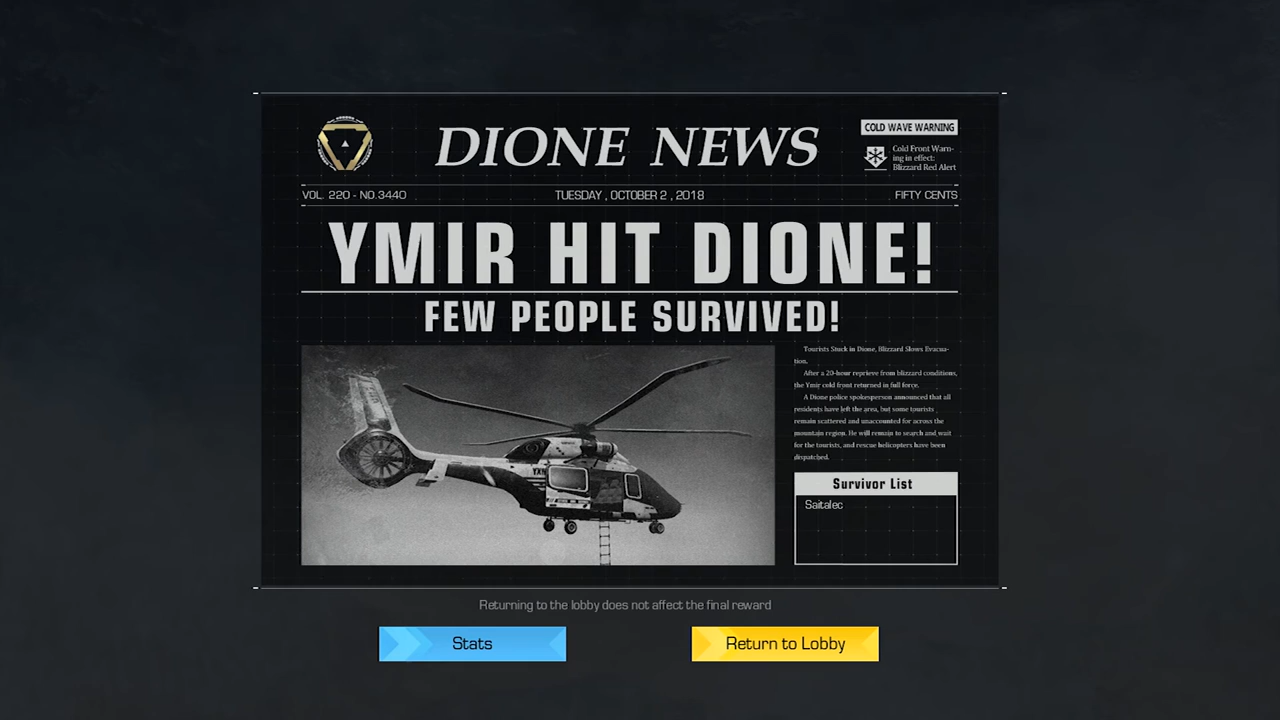 DIONE NEWS
COLD WAVE WARNING
Cold Front Warn-
ing in effect:
Blizzard Red Alert
VOL. 220 - NO.3440
TUESDAY , OCTOBER 2 , 2018
FIFTY CENTS
YMIR HIT DIONE!
FEW PEOPLE SURVIVED!
Tourists Stuck in Dione, Blizzard Slows Evacua-
tion.
After a 20-hour reprieve from blizzard conditions,
the Ymir cold front returned in full force.
A Dione police spokesperson announced that all
residents have left the area, but some tourists
remain scattered and unaccounted for across the
mountain region. He will remain to search and wait
for the tourists, and rescue helicopters have been
dispatched.
Survivor List
Saitalec
Returning to the lobby does not affect the final reward
Stats
Return to Lobby